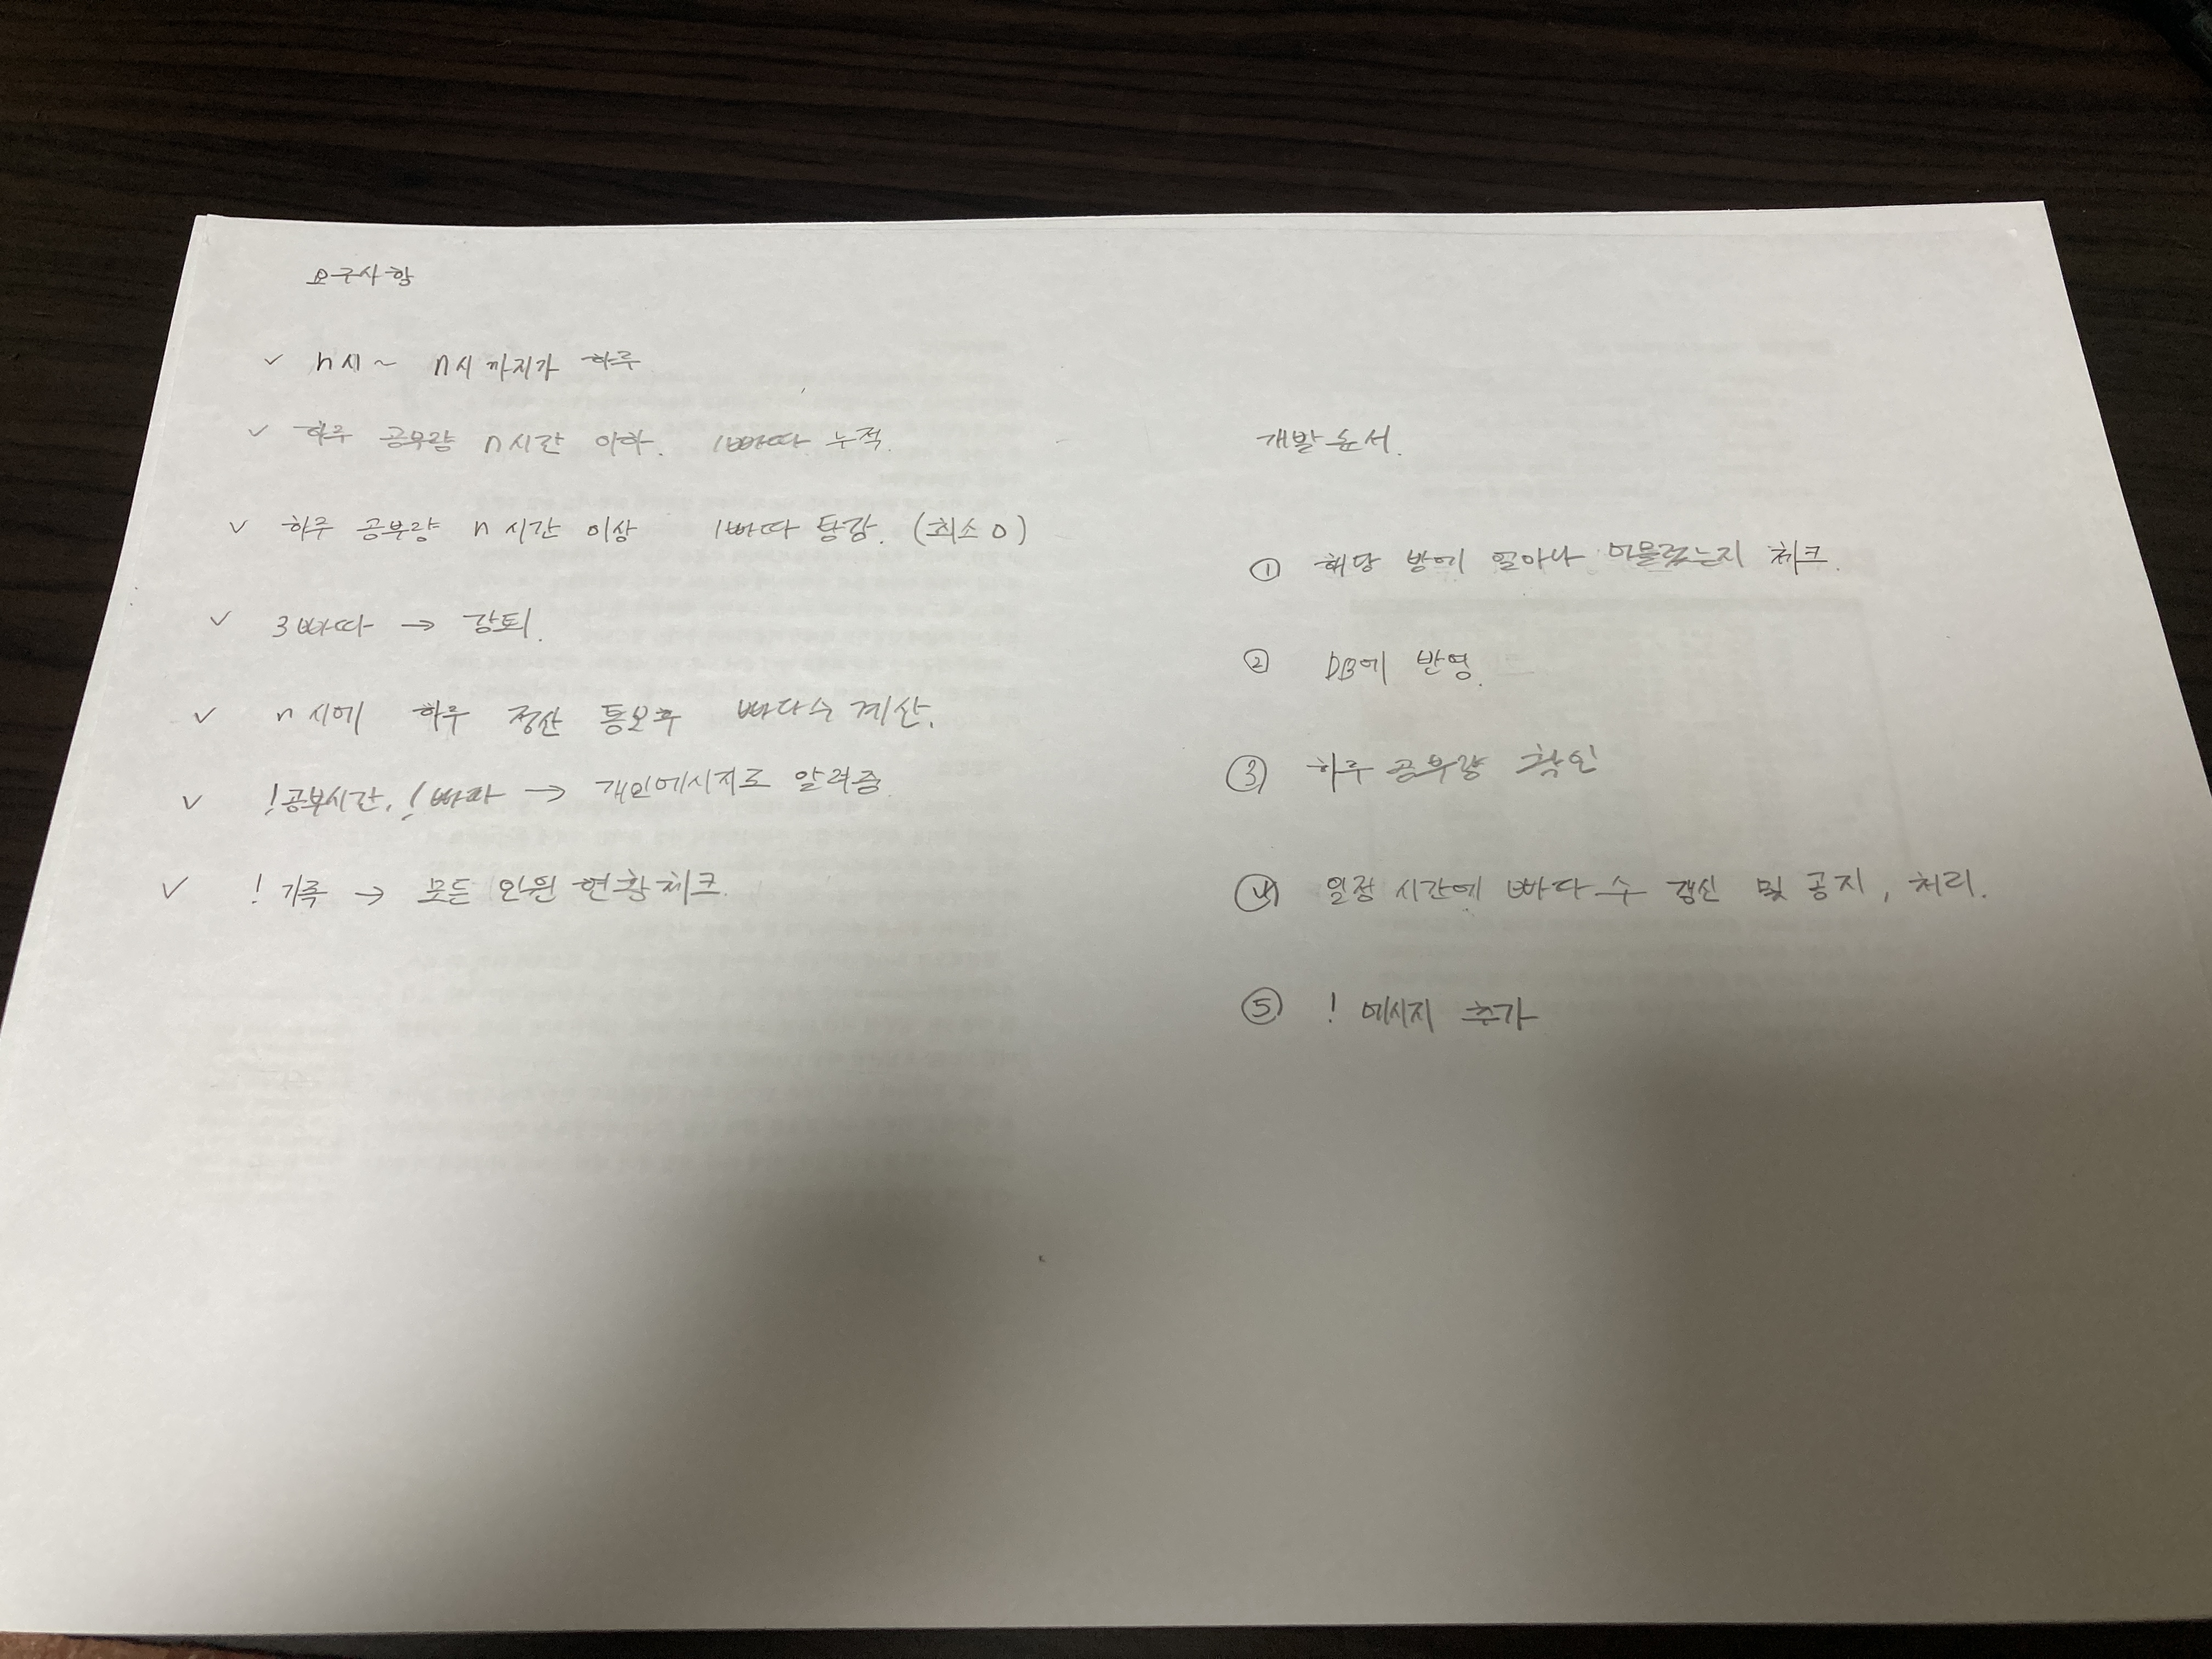 요구사항
✓ n시 ~ n시 까지가 하루
✓ 하루 공부량 n시간 이하. 1빠따 누적.
✓ 하루 공부량 n시간 이상 1빠따 탕감. (최소 0)
✓ 3빠따 → 강퇴.
✓ n시에 하루 정산 통보후 빠다수 계산.
✓ !공부시간, !빠따 → 개인메시지로 알려줌.
✓ ! 기록 → 모든 인원 현황체크.
개발순서.
① 해당 방에 얼마나 머물렀는지 체크.
② DB에 반영.
③ 하루 공부량 확인
④ 일정 시간에 빠다 수 갱신 및 공지, 처리.
⑤ ! 메시지 추가